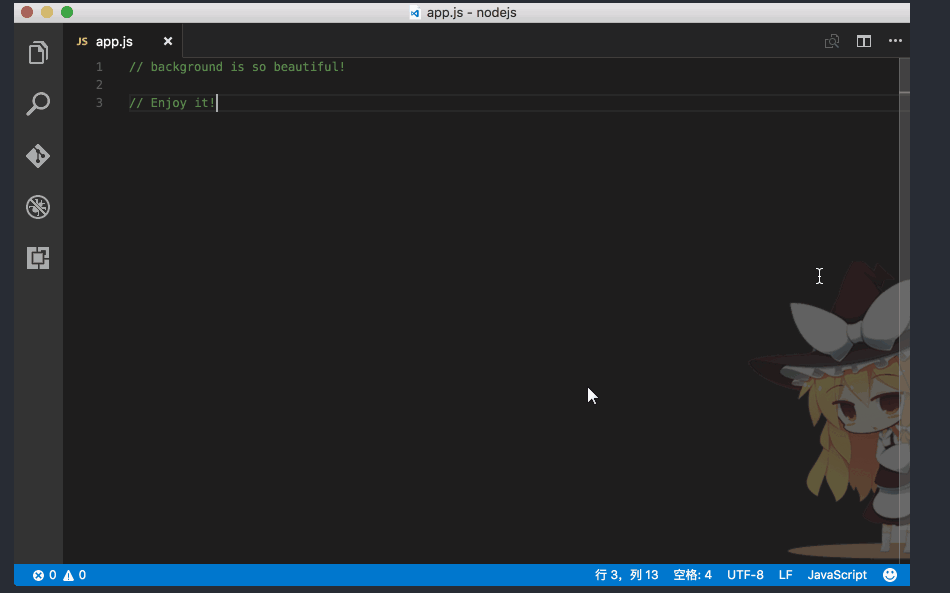 app.js - nodejs
JS app.js
1 // background is so beautiful!
2
3 // Enjoy it!
0 0 行 3，列 13 空格: 4 UTF-8 LF JavaScript